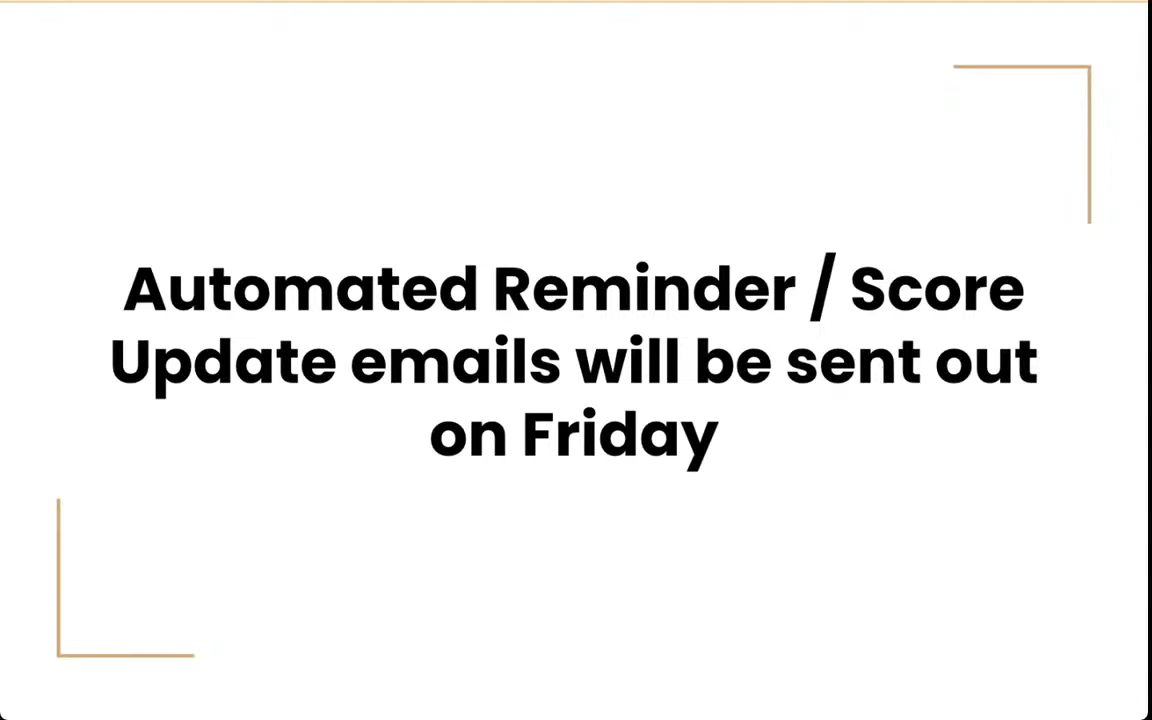 Automated Reminder / Score
Update emails will be sent out
on Friday